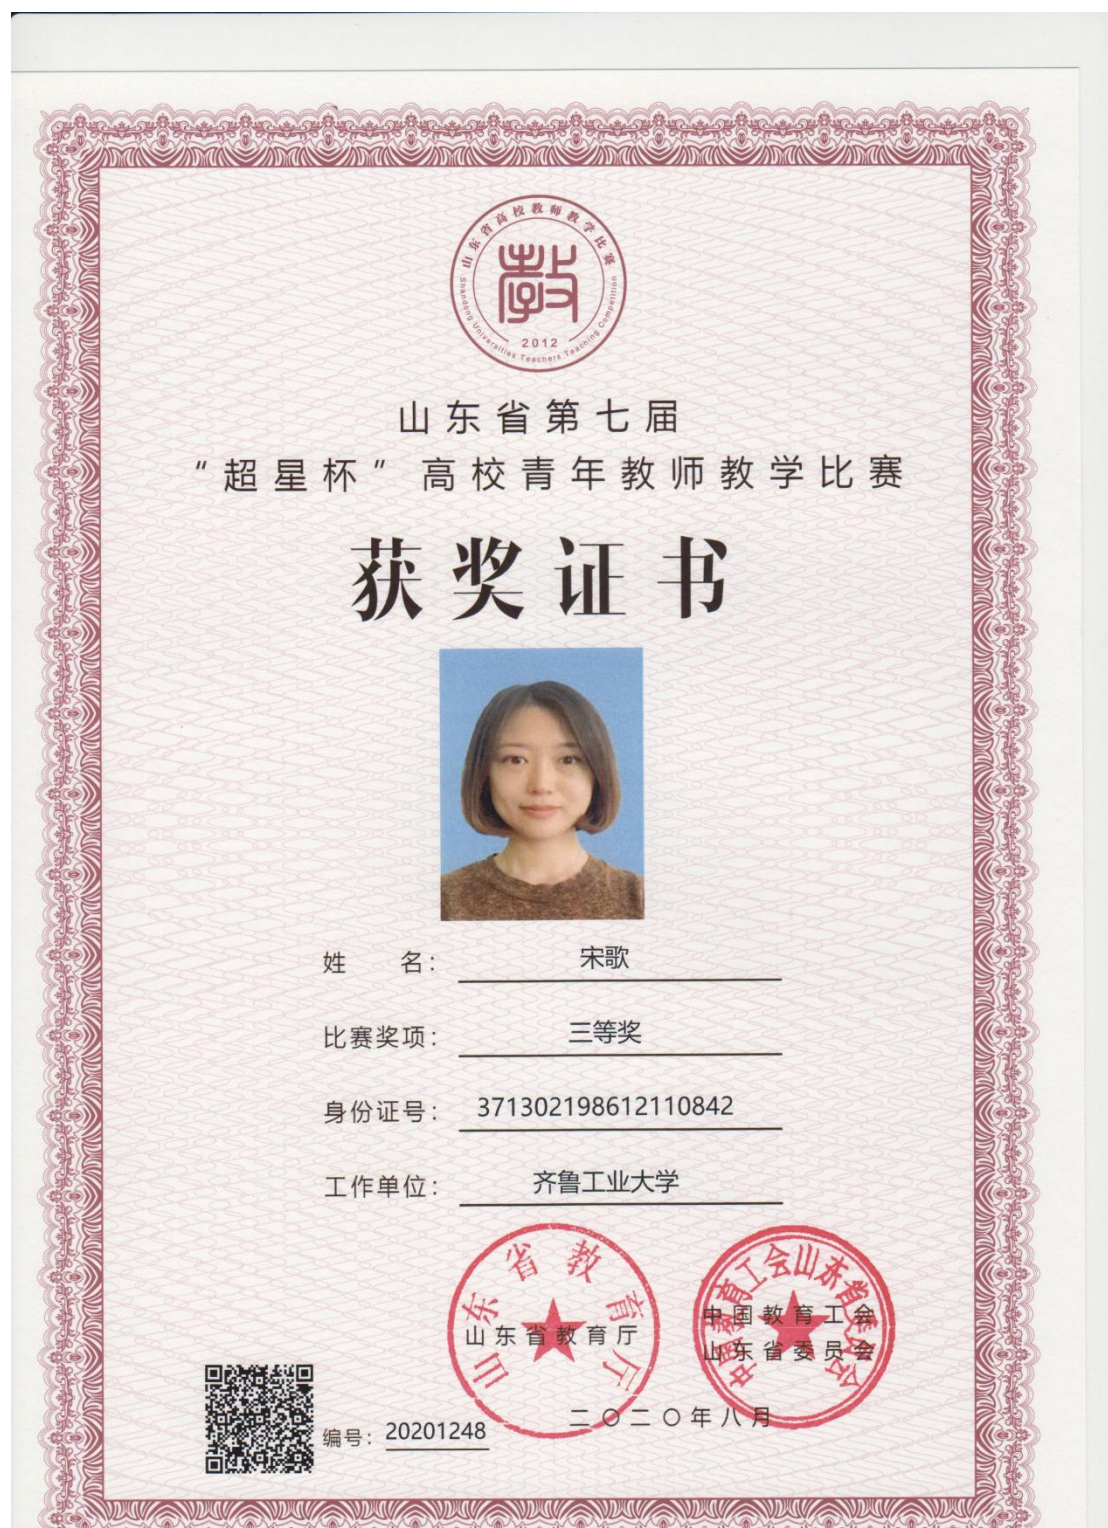 山东省高校教师教学比赛
教
2012
Shandong Universities Teachers Teaching Competition
山东省第七届
“超星�”高校青年教师教学比赛
获奖证书
姓 名： 宋歌
比赛奖项： 三等奖
身份证号： 371302198612110842
工作单位： 齐鲁工业大学
山东省教育厅
山东省教育厅
中国教育工会山东省委员会
中国教育工会
山东省委员会
二〇二〇年八月
编号：20201248